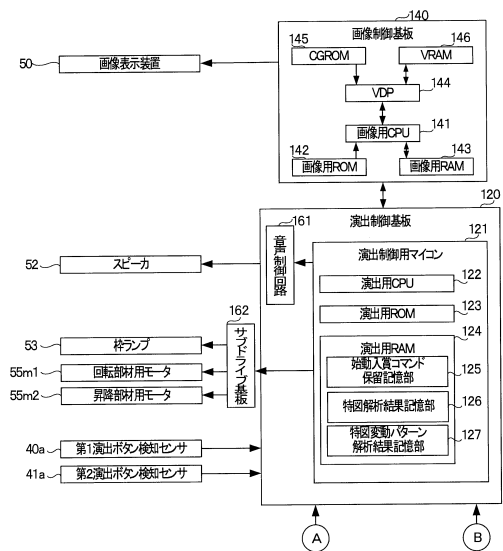 140
画像制御基板
145
CGROM
146
VRAM
50
画像表示装置
VDP
144
画像用CPU
141
142
画像用ROM
143
画像用RAM
120
演出制御基板
161
音声制御回路
121
演出制御用マイコン
52
スピーカ
演出用CPU
122
演出用ROM
123
162
サブドライブ基板
124
演出用RAM
53
枠ランプ
始動入賞コマンド
保留記憶部
125
55m1
回転部材用モータ
55m2
昇降部材用モータ
特図解析結果記憶部
126
特図変動パターン
解析結果記憶部
127
40a
第1演出ボタン検知センサ
41a
第2演出ボタン検知センサ
A
B